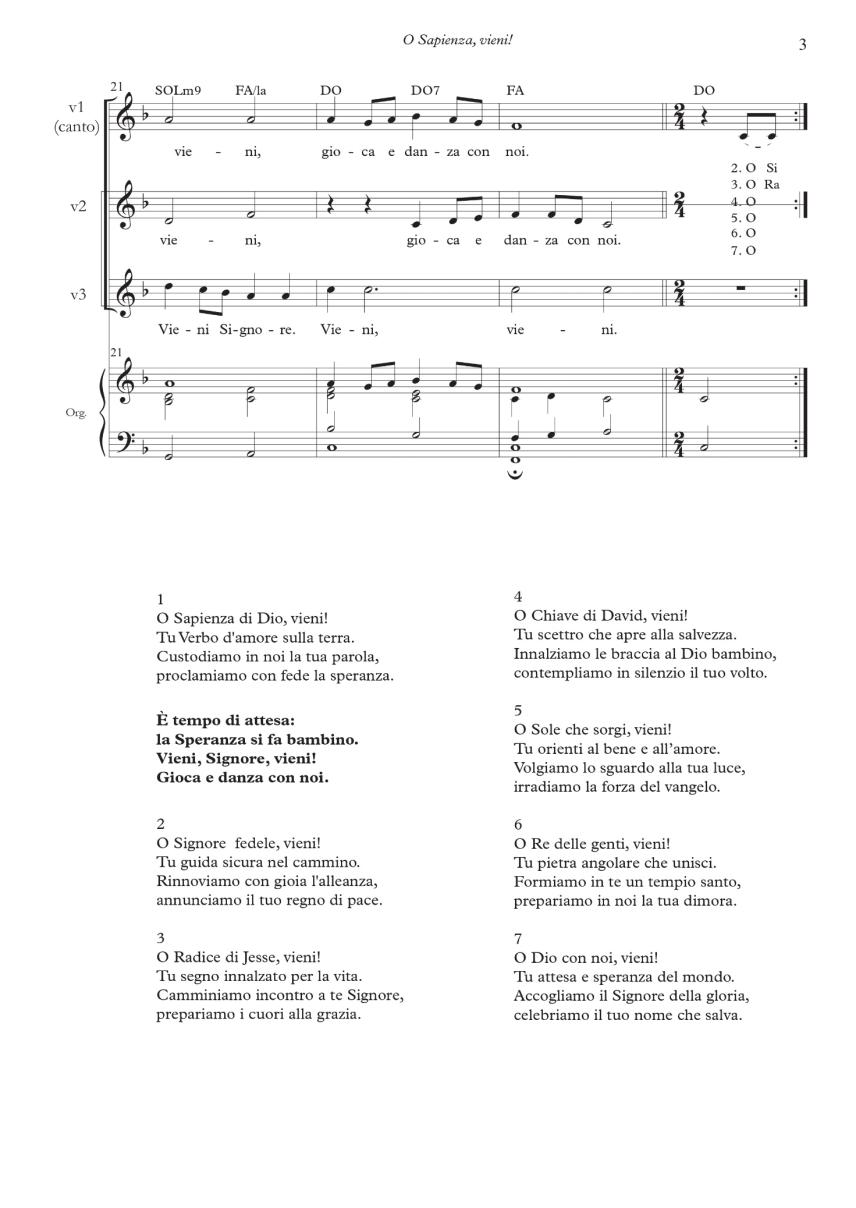 O Sapienza, vieni!
3
21
SOLm9 FA/la DO DO7 FA DO
v1
(canto)
2
4
vie - ni, gio - ca e dan - za con noi.
2. O Si
3. O Ra
4. O
5. O
6. O
7. O
v2
2
4
vie - ni, gio - ca e dan - za con noi.
v3
2
4
Vie - ni Si-gno - re. Vie - ni, vie - ni.
21
Org.
2
4
2
4
1
O Sapienza di Dio, vieni!
Tu Verbo d'amore sulla terra.
Custodiamo in noi la tua parola,
proclamiamo con fede la speranza.
È tempo di attesa:
la Speranza si fa bambino.
Vieni, Signore, vieni!
Gioca e danza con noi.
2
O Signore fedele, vieni!
Tu guida sicura nel cammino.
Rinnoviamo con gioia l'alleanza,
annunciamo il tuo regno di pace.
3
O Radice di Jesse, vieni!
Tu segno innalzato per la vita.
Camminiamo incontro a te Signore,
prepariamo i cuori alla grazia.
4
O Chiave di David, vieni!
Tu scettro che apre alla salvezza.
Innalziamo le braccia al Dio bambino,
contempliamo in silenzio il tuo volto.
5
O Sole che sorgi, vieni!
Tu orienti al bene e all’amore.
Volgiamo lo sguardo alla tua luce,
irradiamo la forza del vangelo.
6
O Re delle genti, vieni!
Tu pietra angolare che unisci.
Formiamo in te un tempio santo,
prepariamo in noi la tua dimora.
7
O Dio con noi, vieni!
Tu attesa e speranza del mondo.
Accogliamo il Signore della gloria,
celebriamo il tuo nome che salva.